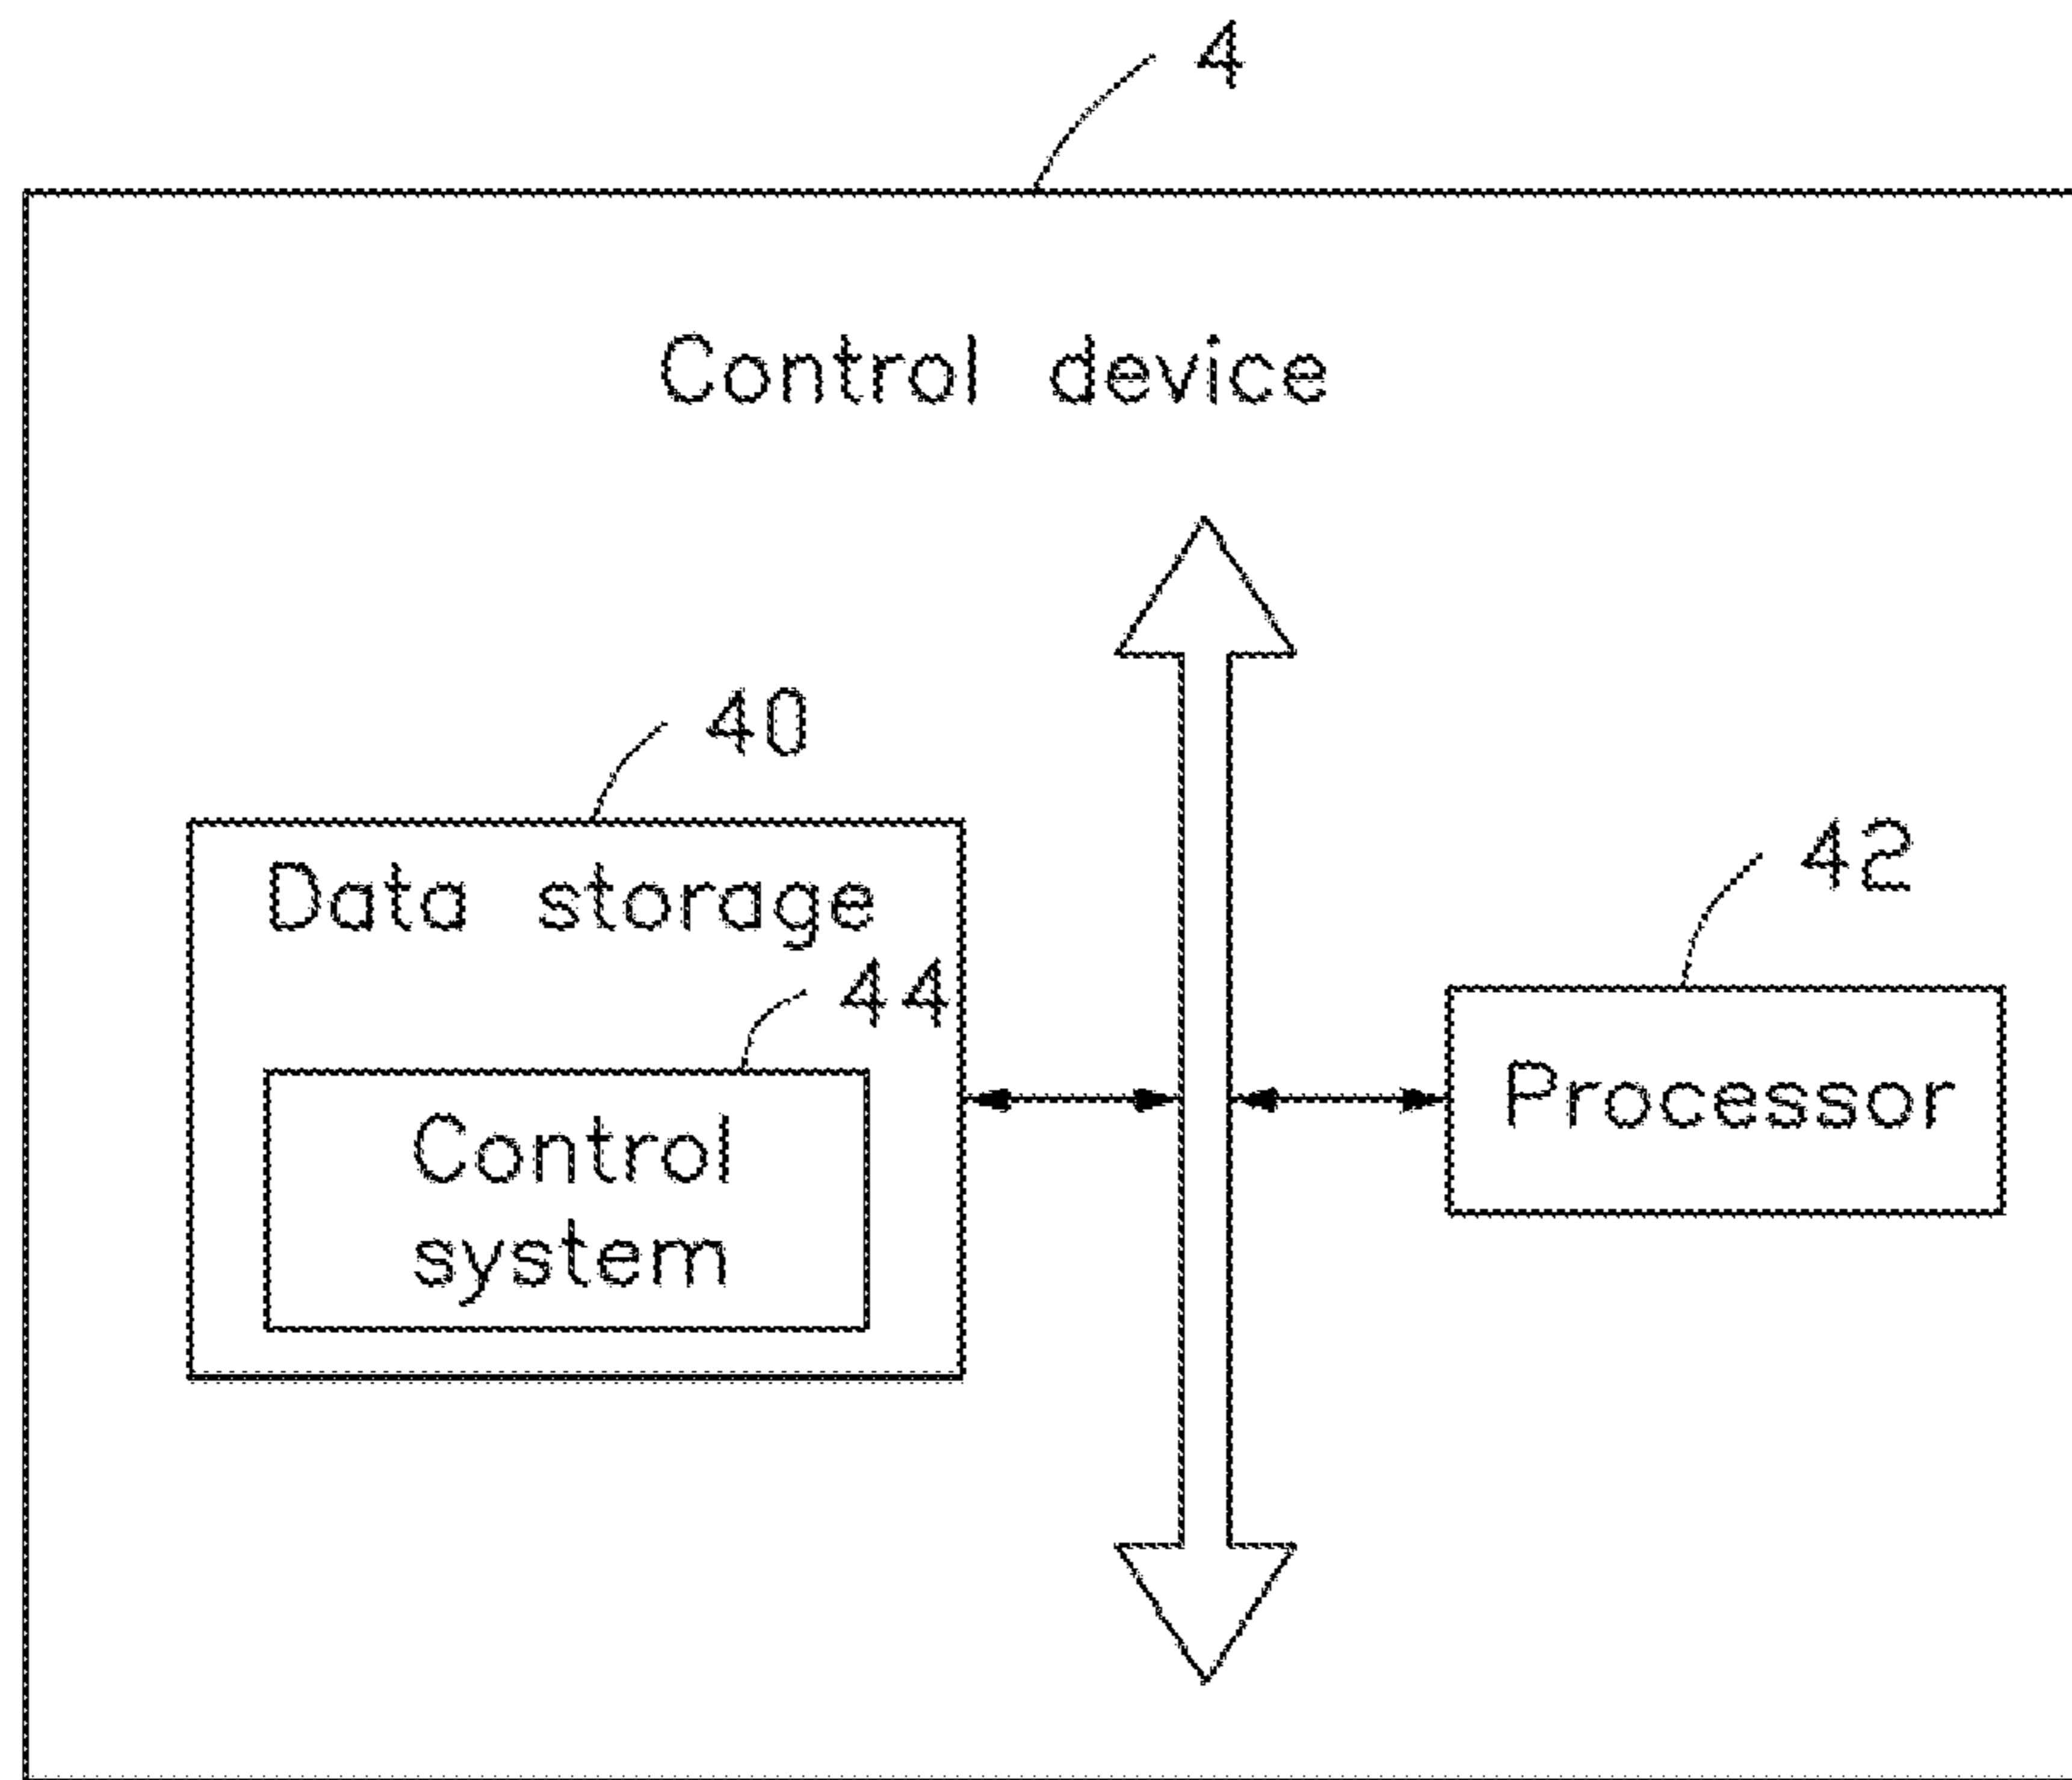 4
Control device
40
Data storage
42
44
Control
system
Processor